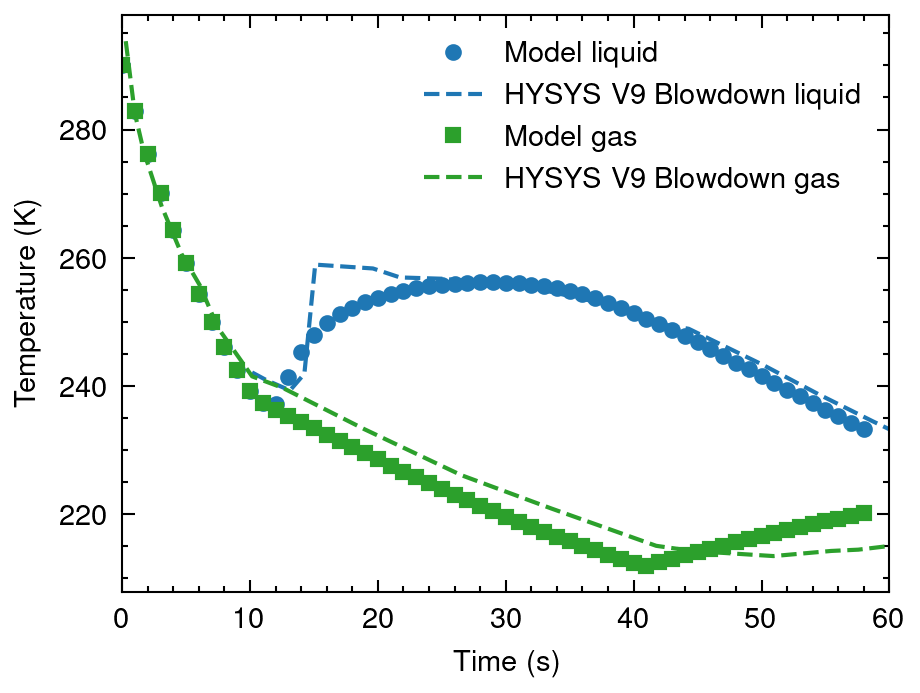 Model liquid
HYSYS V9 Blowdown liquid
Model gas
HYSYS V9 Blowdown gas
Temperature (K)
280
260
240
220
0 10 20 30 40 50 60
Time (s)